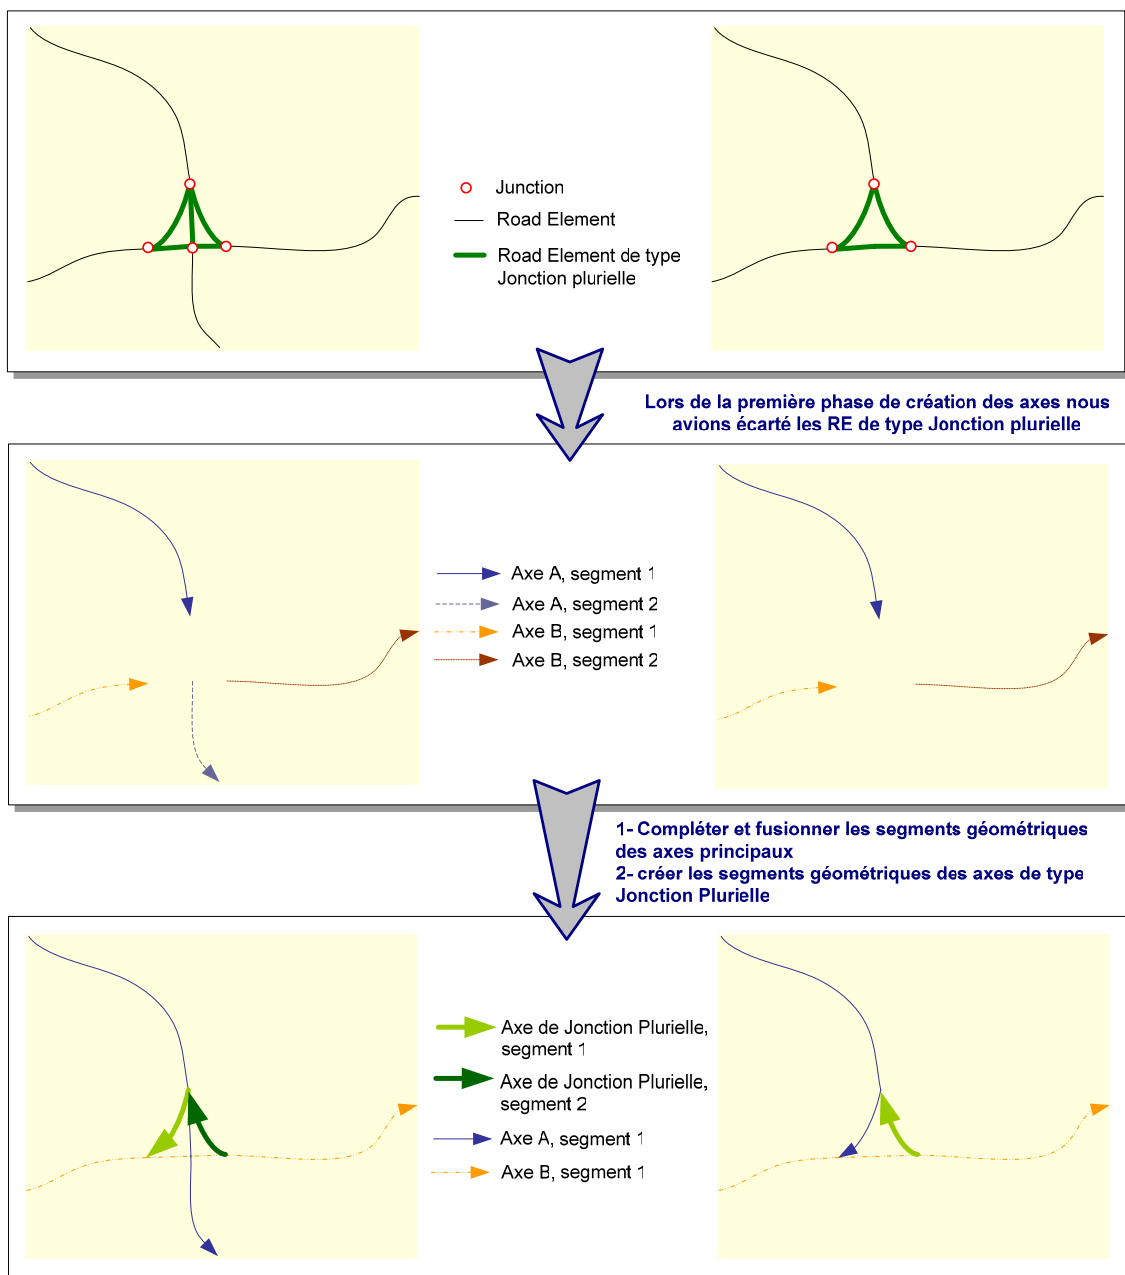 Junction
Road Element
Road Element de type
Jonction plurielle
Lors de la première phase de création des axes nous
avions écarté les RE de type Jonction plurielle
Axe A, segment 1
Axe A, segment 2
Axe B, segment 1
Axe B, segment 2
1- Compléter et fusionner les segments géométriques
des axes principaux
2- créer les segments géométriques des axes de type
Jonction Plurielle
Axe de Jonction Plurielle,
segment 1
Axe de Jonction Plurielle,
segment 2
Axe A, segment 1
Axe B, segment 1